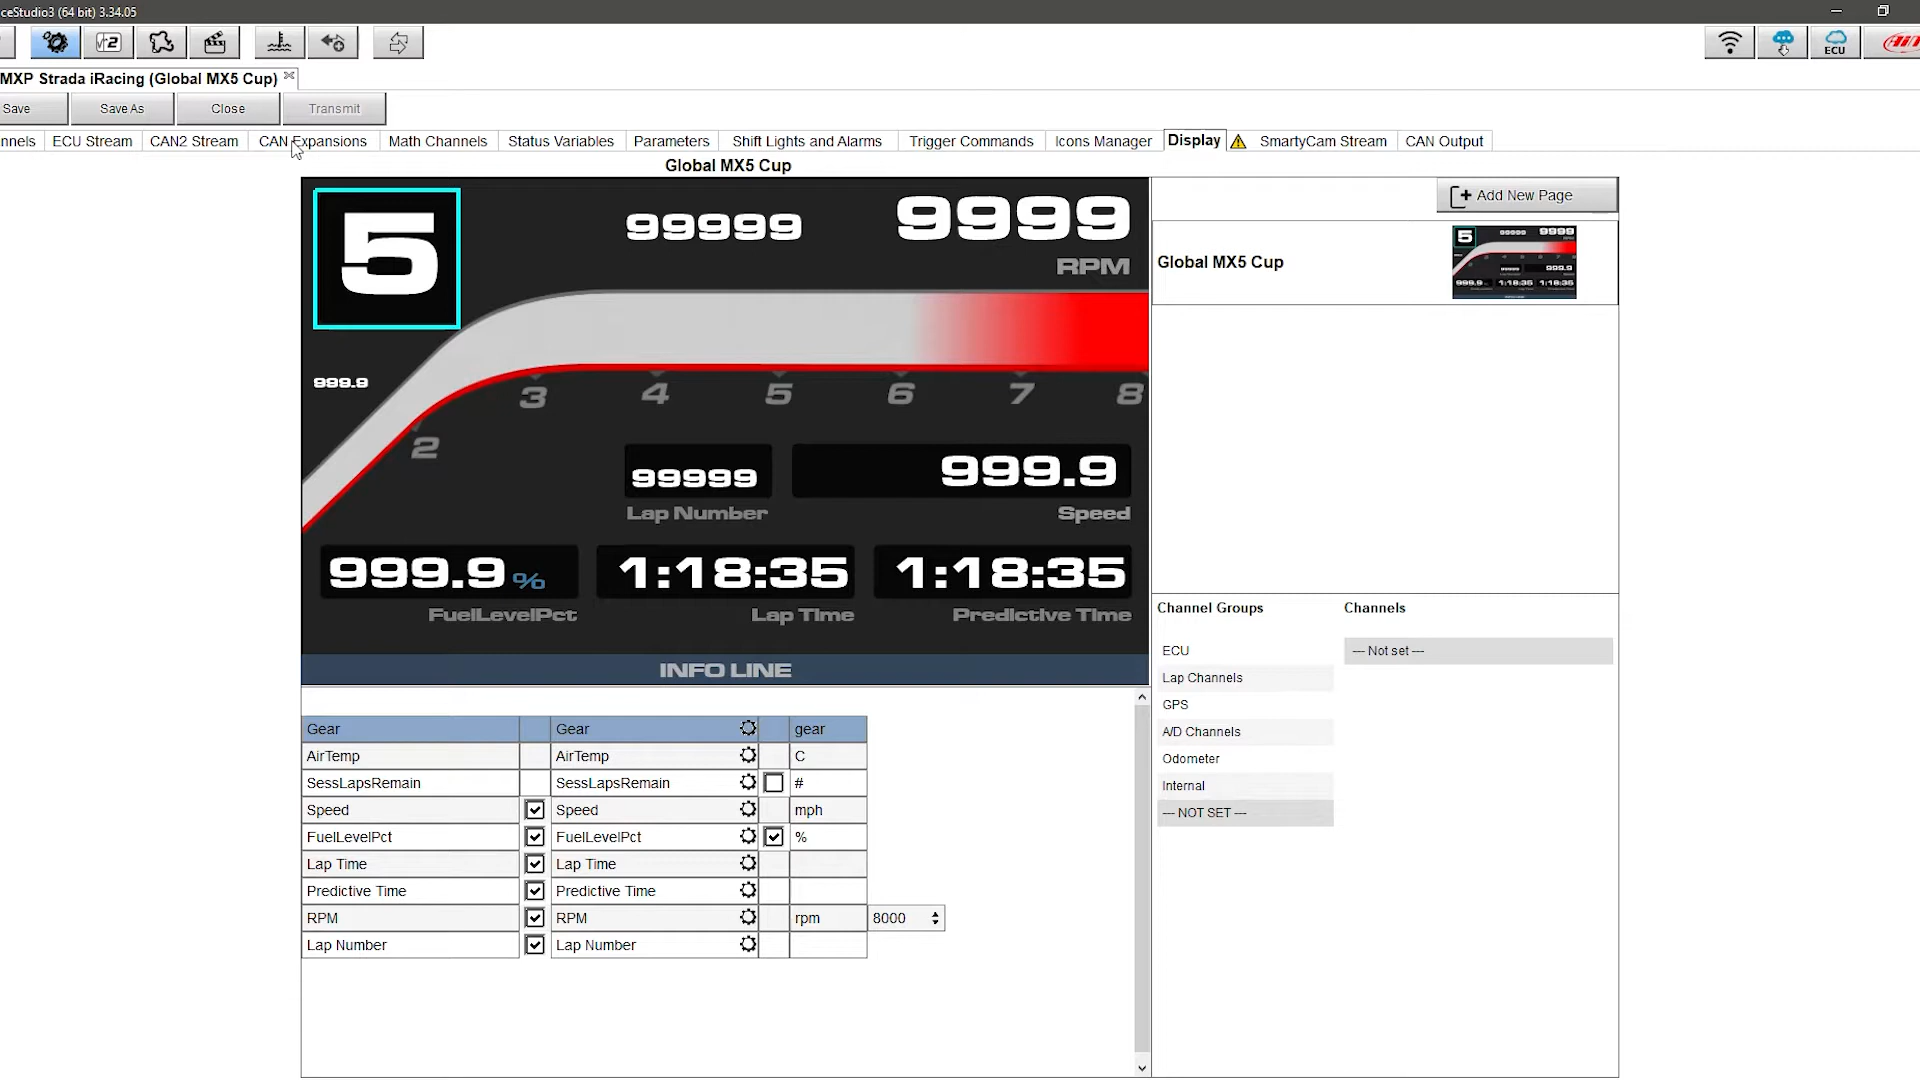 ceStudio3 (64 bit) 3.34.05
ECU
AiM
MXP Strada iRacing (Global MX5 Cup)
Save Save As Close Transmit
nnels ECU Stream CAN2 Stream CAN Expansions Math Channels Status Variables Parameters Shift Lights and Alarms Trigger Commands Icons Manager Display SmartyCam Stream CAN Output
Global MX5 Cup
5 99999 9999
RPM
999.9
2 3 4 5 6 7 8
99999 999.9
Lap Number Speed
999.9 % 1:18:35 1:18:35
FuelLevelPct Lap Time Predictive Time
INFO LINE
Gear Gear gear
AirTemp AirTemp C
SessLapsRemain SessLapsRemain #
Speed Speed mph
FuelLevelPct FuelLevelPct %
Lap Time Lap Time
Predictive Time Predictive Time
RPM RPM rpm 8000
Lap Number Lap Number
Add New Page
Global MX5 Cup
Channel Groups Channels
ECU --- Not set ---
Lap Channels
GPS
A/D Channels
Odometer
Internal
--- NOT SET ---